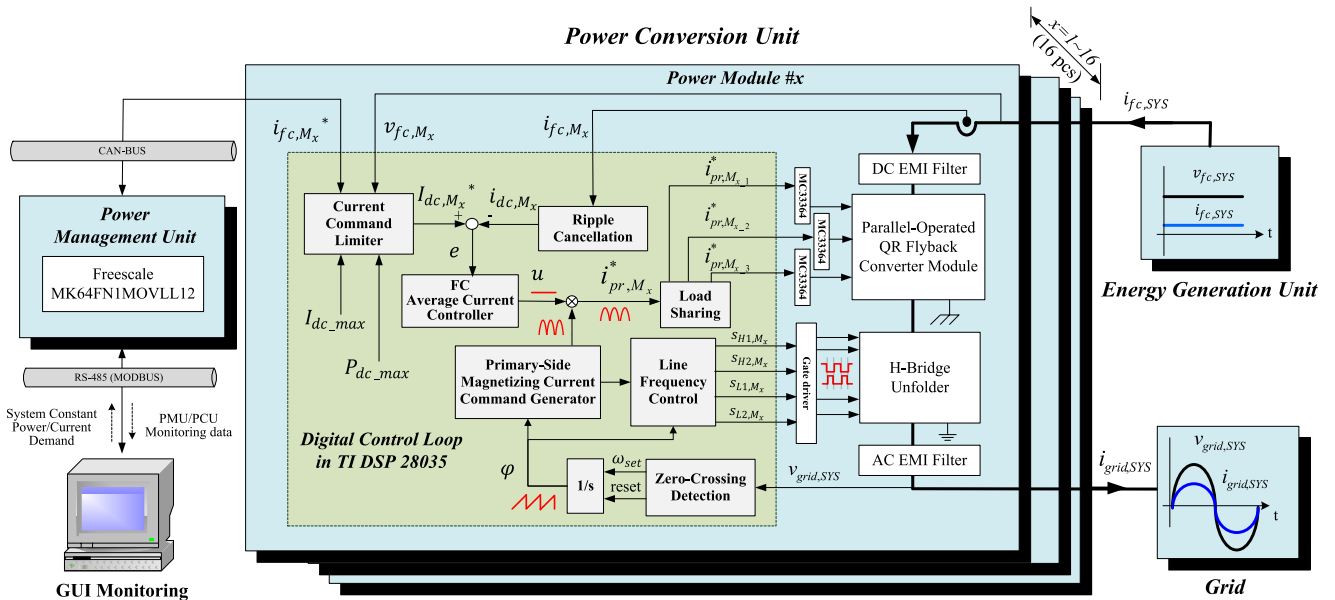 Power Conversion Unit
Power Module #x
x=1~16
(16 pcs)
i_{fc,M_x}*
v_{fc,M_x}
i_{fc,M_x}
i_{fc,SYS}
CAN-BUS
Power
Management Unit
Freescale
MK64FN1MOVLL12
RS-485 (MODBUS)
System Constant
Power/Current
Demand
PMU/PCU
Monitoring data
GUI Monitoring
Current
Command
Limiter
I_{dc,M_x}*
+
-
i_{dc,M_x}
Ripple
Cancellation
e
I_{dc_max}
P_{dc_max}
FC
Average Current
Controller
u
i*_{pr,M_x}
Load
Sharing
i*_{pr,M_{x_1}}
i*_{pr,M_{x_2}}
i*_{pr,M_{x_3}}
MC33364
MC33364
MC33364
DC EMI Filter
Parallel-Operated
QR Flyback
Converter Module
Primary-Side
Magnetizing Current
Command Generator
Line
Frequency
Control
s_{H1,M_x}
s_{H2,M_x}
s_{L1,M_x}
s_{L2,M_x}
Gate driver
H-Bridge
Unfolder
AC EMI Filter
Digital Control Loop
in TI DSP 28035
φ
1/s
ω_{set}
reset
Zero-Crossing
Detection
v_{grid,SYS}
v_{fc,SYS}
i_{fc,SYS}
t
Energy Generation Unit
i_{grid,SYS}
v_{grid,SYS}
i_{grid,SYS}
t
Grid